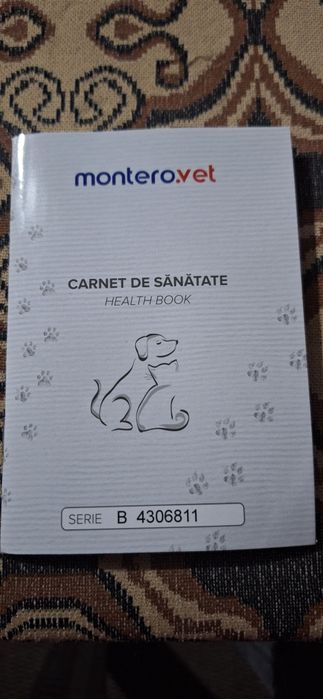 montero.vet
CARNET DE SĂNĂTATE
HEALTH BOOK
SERIE B 4306811